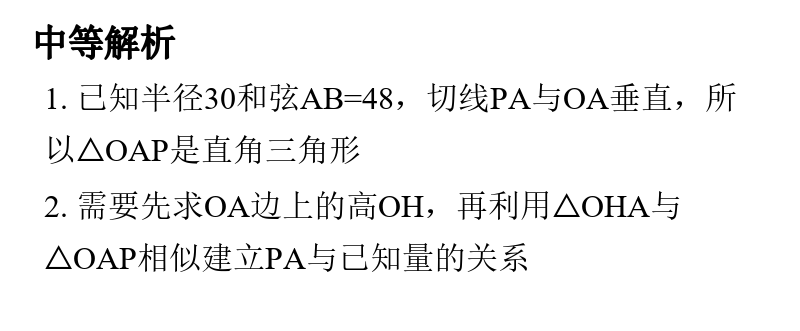 中等解析
1. 已知半径30和弦AB=48，切线PA与OA垂直，所
以△OAP是直角三角形
2. 需要先求OA边上的高OH，再利用△OHA与
△OAP相似建立PA与已知量的关系